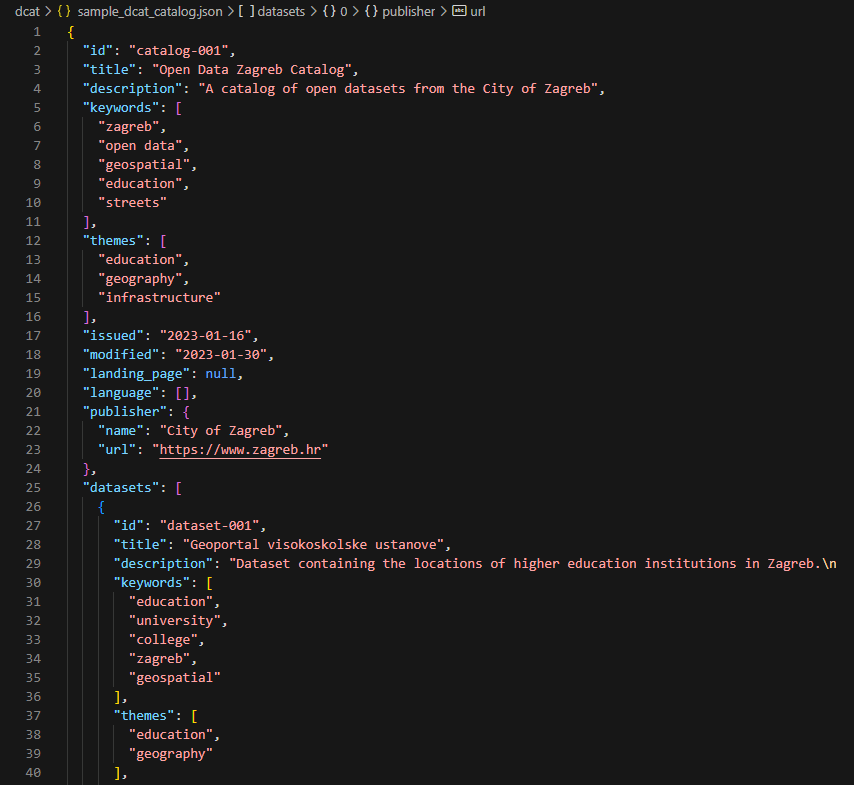 dcat > {} sample_dcat_catalog.json > [ ] datasets > {} 0 > {} publisher > abc url
1 {
2 "id": "catalog-001",
3 "title": "Open Data Zagreb Catalog",
4 "description": "A catalog of open datasets from the City of Zagreb",
5 "keywords": [
6 "zagreb",
7 "open data",
8 "geospatial",
9 "education",
10 "streets"
11 ],
12 "themes": [
13 "education",
14 "geography",
15 "infrastructure"
16 ],
17 "issued": "2023-01-16",
18 "modified": "2023-01-30",
19 "landing_page": null,
20 "language": [],
21 "publisher": {
22 "name": "City of Zagreb",
23 "url": "https://www.zagreb.hr"
24 },
25 "datasets": [
26 {
27 "id": "dataset-001",
28 "title": "Geoportal visokoskolske ustanove",
29 "description": "Dataset containing the locations of higher education institutions in Zagreb.\n
30 "keywords": [
31 "education",
32 "university",
33 "college",
34 "zagreb",
35 "geospatial"
36 ],
37 "themes": [
38 "education",
39 "geography"
40 ],